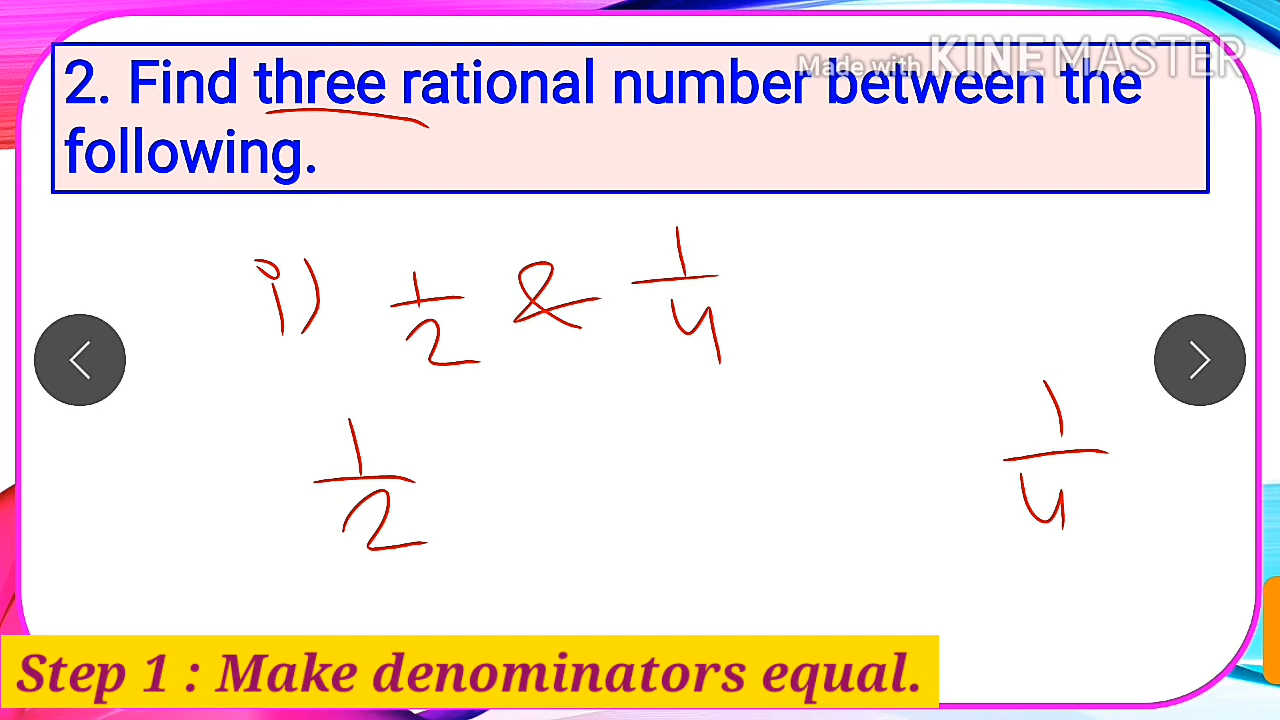 Made with KINEMASTER
2. Find three rational number between the
following.
i) 1/2 & 1/4
1/2 1/4
Step 1 : Make denominators equal.